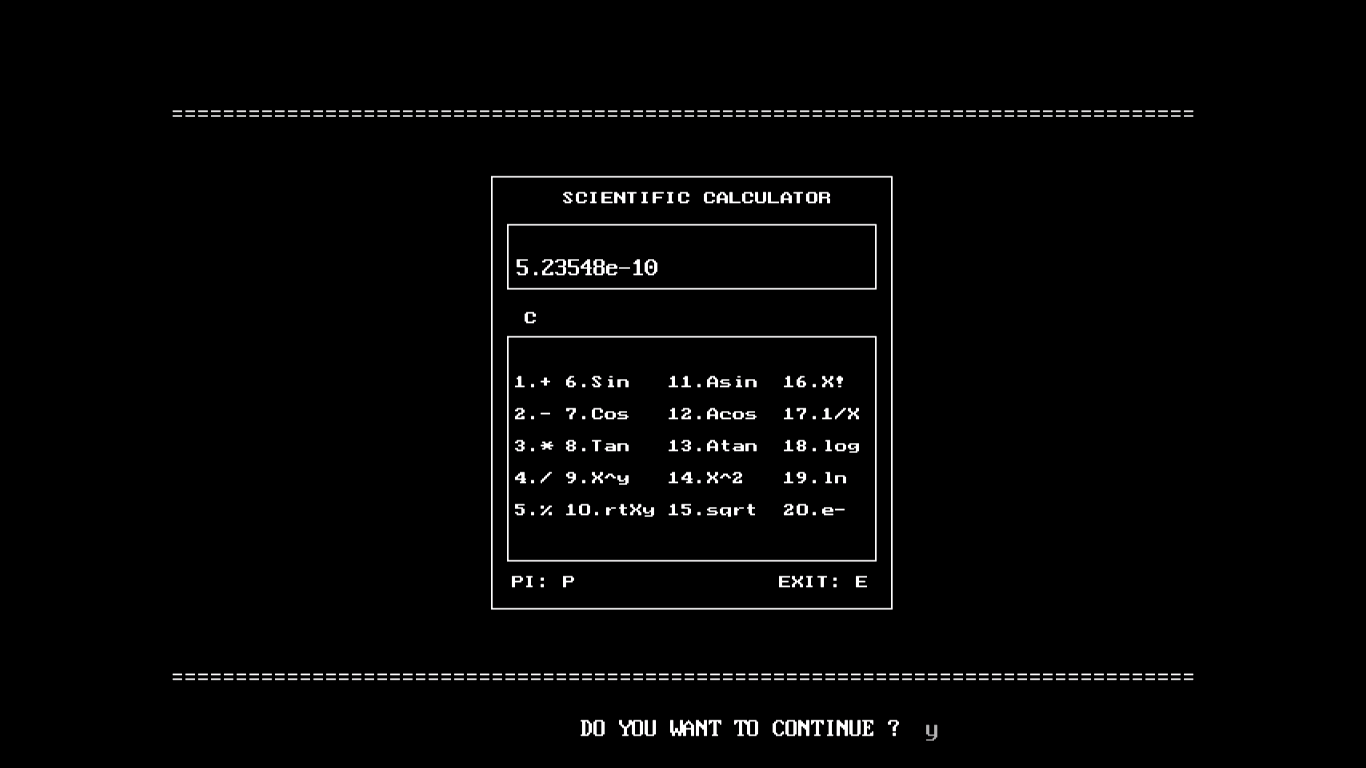 ================================================================================
SCIENTIFIC CALCULATOR
5.23548e-10
C
1.+ 6.Sin 11.Asin 16.X!
2.- 7.Cos 12.Acos 17.1/X
3.* 8.Tan 13.Atan 18.log
4./ 9.X^y 14.X^2 19.ln
5.% 10.rtXy 15.sqrt 20.e-
PI: P EXIT: E
================================================================================
DO YOU WANT TO CONTINUE ? y